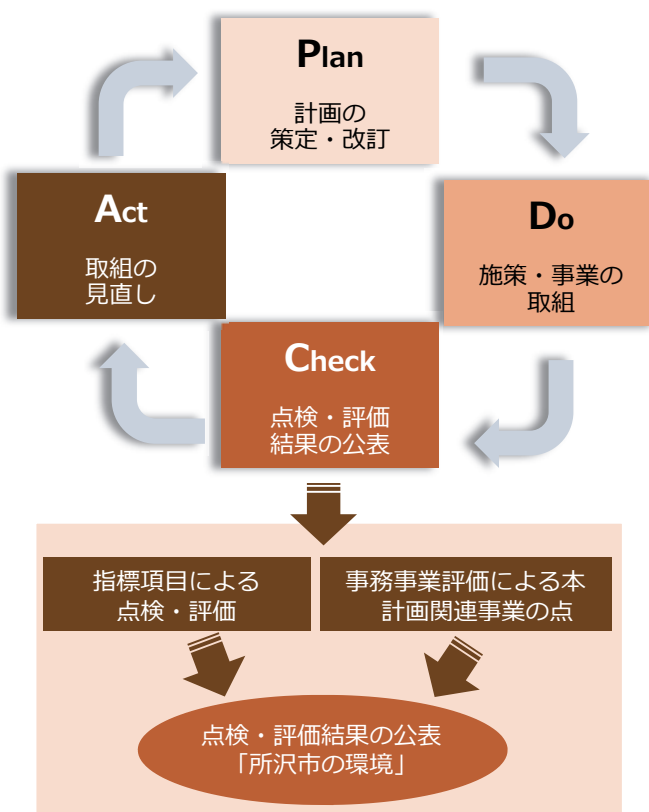 Plan
計画の
策定・改訂
Act
取組の
見直し
Do
施策・事業の
取組
Check
点検・評価
結果の公表
指標項目による
点検・評価
事務事業評価による本
計画関連事業の点
点検・評価結果の公表
「所沢市の環境」